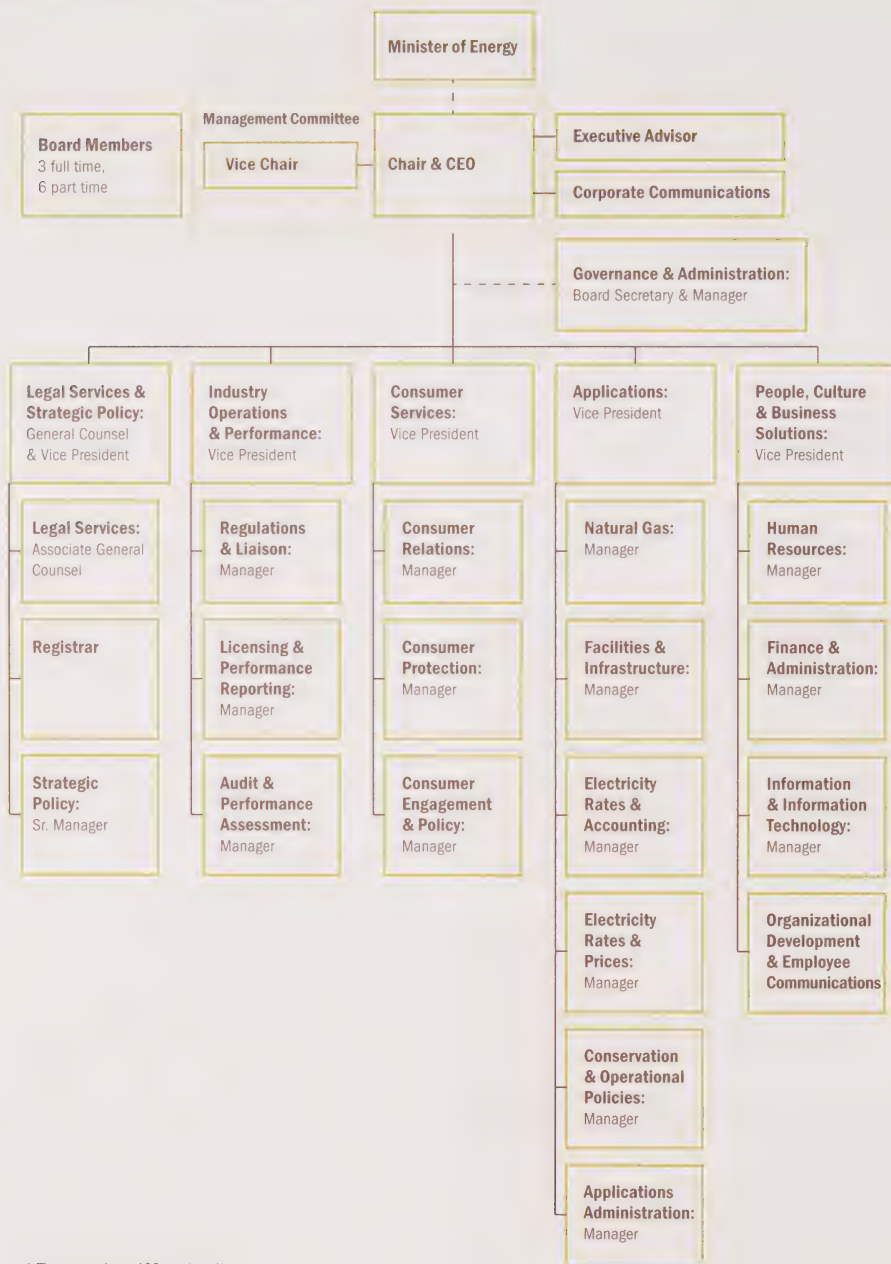 Minister of Energy
Board Members
3 full time,
6 part time
Management Committee
Vice Chair
Chair & CEO
Executive Advisor
Corporate Communications
Governance & Administration:
Board Secretary & Manager
Legal Services &
Strategic Policy:
General Counsel
& Vice President
Industry
Operations
& Performance:
Vice President
Consumer
Services:
Vice President
Applications:
Vice President
People, Culture
& Business
Solutions:
Vice President
Legal Services:
Associate General
Counsel
Registrar
Strategic
Policy:
Sr. Manager
Regulations
& Liaison:
Manager
Licensing &
Performance
Reporting:
Manager
Audit &
Performance
Assessment:
Manager
Consumer
Relations:
Manager
Consumer
Protection:
Manager
Consumer
Engagement
& Policy:
Manager
Natural Gas:
Manager
Facilities &
Infrastructure:
Manager
Electricity
Rates &
Accounting:
Manager
Electricity
Rates &
Prices:
Manager
Conservation
& Operational
Policies:
Manager
Applications
Administration:
Manager
Human
Resources:
Manager
Finance &
Administration:
Manager
Information
& Information
Technology:
Manager
Organizational
Development
& Employee
Communications